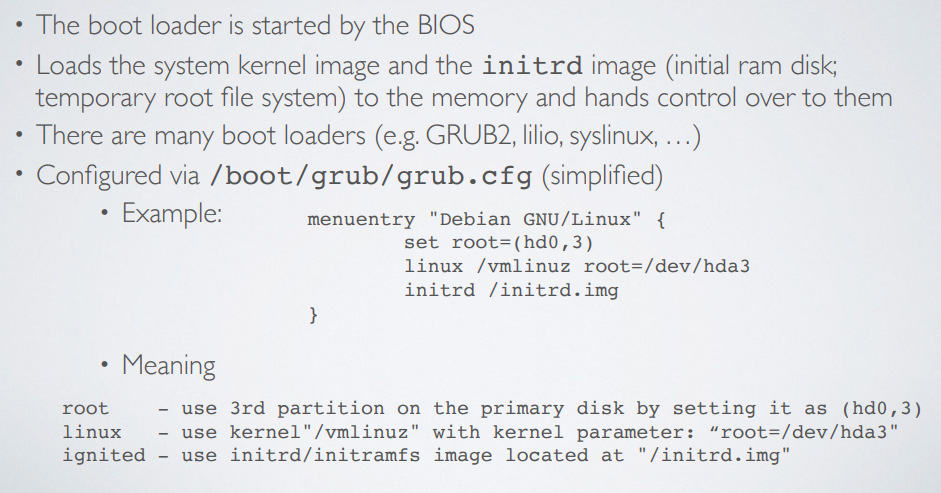 • The boot loader is started by the BIOS
• Loads the system kernel image and the initrd image (initial ram disk;
temporary root file system) to the memory and hands control over to them
• There are many boot loaders (e.g. GRUB2, lilio, syslinux, …)
• Configured via /boot/grub/grub.cfg (simplified)
• Example:
menuentry "Debian GNU/Linux" {
set root=(hd0,3)
linux /vmlinuz root=/dev/hda3
initrd /initrd.img
}
• Meaning
root – use 3rd partition on the primary disk by setting it as (hd0,3)
linux – use kernel"/vmlinuz" with kernel parameter: “root=/dev/hda3"
ignited – use initrd/initramfs image located at "/initrd.img"